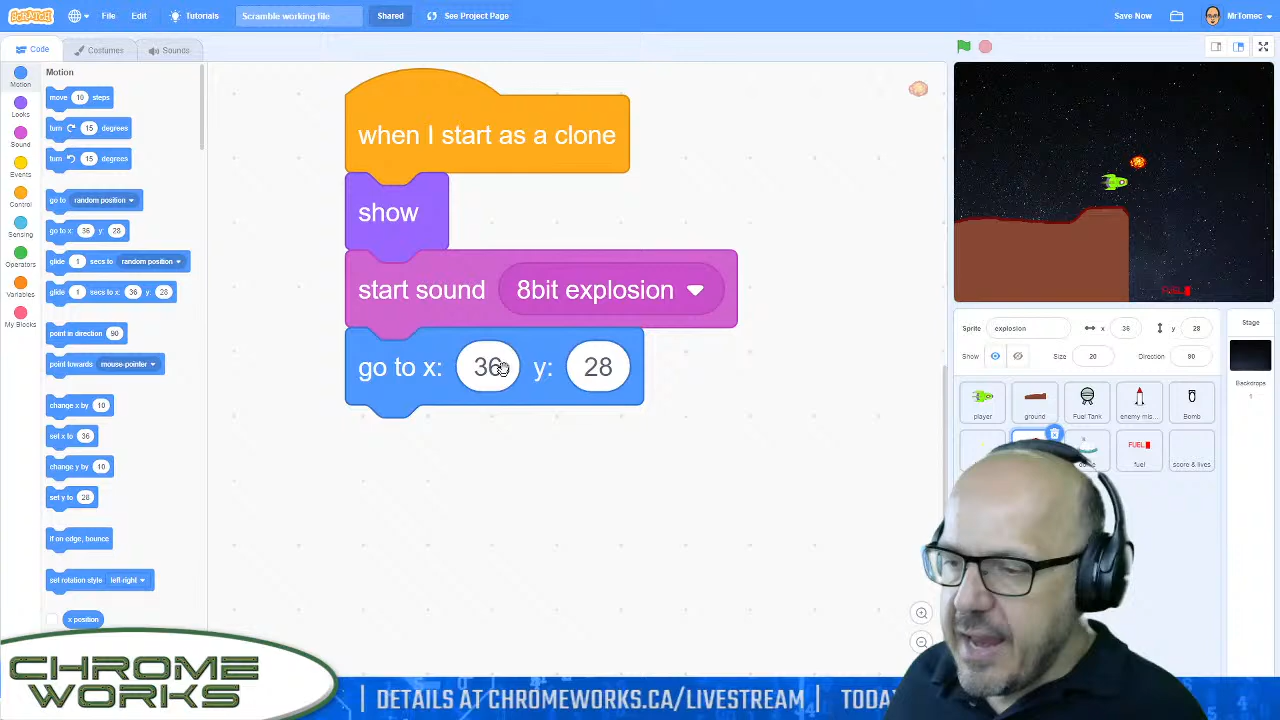 SCRATCH File Edit Tutorials Scramble working file Shared See Project Page Save Now MrTomec
Code Costumes Sounds
Motion
Looks
Sound
Events
Control
Sensing
Operators
Variables
My Blocks
Motion
move 10 steps
turn 15 degrees
turn 15 degrees
go to random position
go to x: 36 y: 28
glide 1 secs to random position
glide 1 secs to x: 36 y: 28
point in direction 90
point towards mouse-pointer
change x by 10
set x to 36
change y by 10
set y to 28
if on edge, bounce
set rotation style left-right
x position
when I start as a clone
show
start sound 8bit explosion
go to x: 36 y: 28
FUEL
Sprite explosion x 36 y 28
Show Size 20 Direction 90
Stage
Backdrops
1
player ground Fuel Tank enemy mis... Bomb
FUEL
fuel score & lives
CHROME
WORKS
| DETAILS AT CHROMEWORKS.CA/LIVESTREAM | TODA